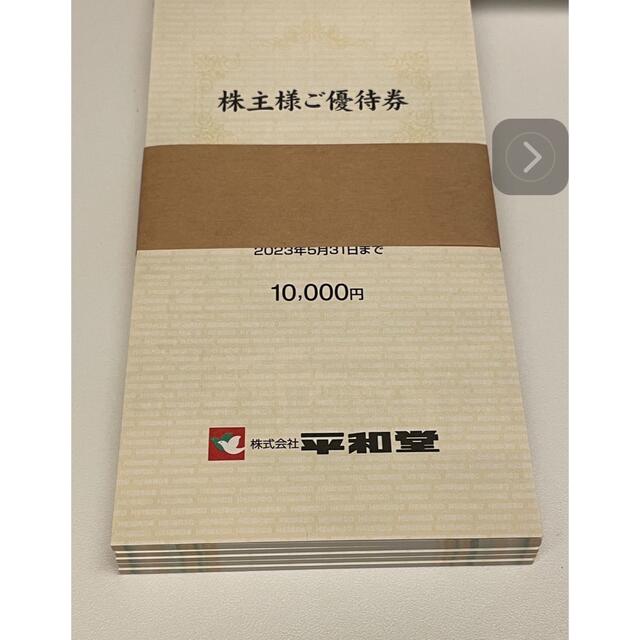 株主様ご優待券
2023年5月31日まで
10,000円
株式会社 平和堂